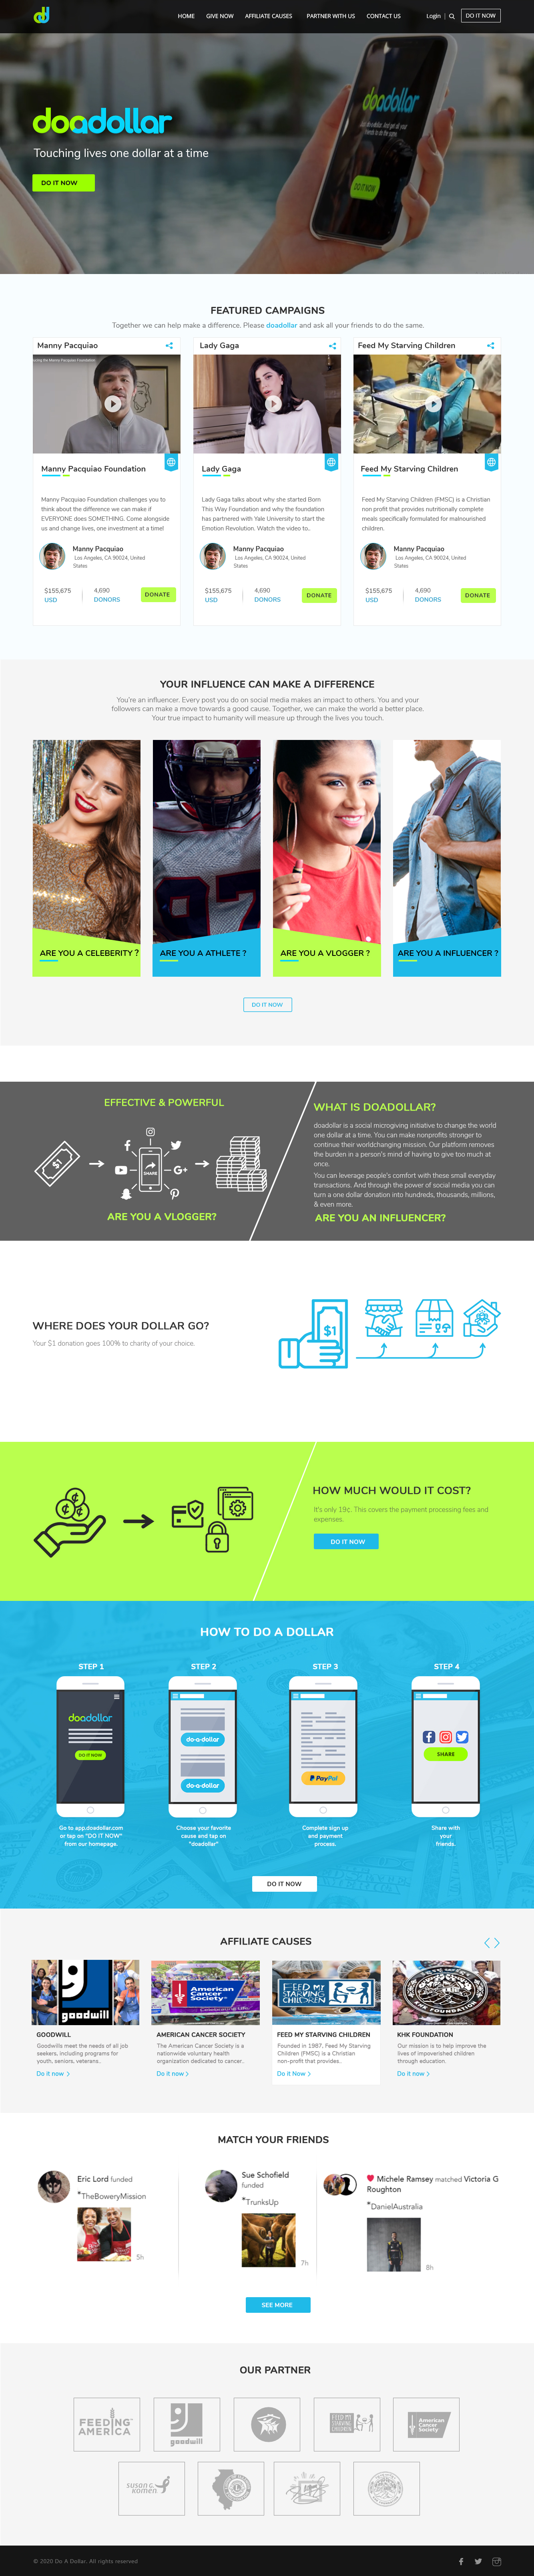 HOME GIVE NOW AFFILIATE CAUSES PARTNER WITH US CONTACT US Login DO IT NOW
doadollar
Touching lives one dollar at a time
DO IT NOW
doadollar
DO IT NOW
FEATURED CAMPAIGNS
Together we can help make a difference. Please doadollar and ask all your friends to do the same.
Manny Pacquiao
Lady Gaga
Feed My Starving Children
Manny Pacquiao Foundation
Manny Pacquiao Foundation challenges you to
think about the difference we can make if
EVERYONE does SOMETHING. Come alongside
us and change lives, one investment at a time!
Manny Pacquiao
Los Angeles, CA 90024, United
States
$155,675
USD
4,690
DONORS
DONATE
Lady Gaga
Lady Gaga talks about why she started Born
This Way Foundation and why the foundation
has partnered with Yale University to start the
Emotion Revolution. Watch the video to..
Manny Pacquiao
Los Angeles, CA 90024, United
States
$155,675
USD
4,690
DONORS
DONATE
Feed My Starving Children
Feed My Starving Children (FMSC) is a Christian
non profit that provides nutritionally complete
meals specifically formulated for malnourished
children.
Manny Pacquiao
Los Angeles, CA 90024, United
States
$155,675
USD
4,690
DONORS
DONATE
YOUR INFLUENCE CAN MAKE A DIFFERENCE
You're an influencer. Every post you do on social media makes an impact to others. You and your
followers can make a move towards a good cause. Together, we can make the world a better place.
Your true impact to humanity will measure up through the lives you touch.
ARE YOU A CELEBERITY ?
ARE YOU A ATHLETE ?
ARE YOU A VLOGGER ?
ARE YOU A INFLUENCER ?
DO IT NOW
EFFECTIVE & POWERFUL
SHARE
ARE YOU A VLOGGER?
WHAT IS DOADOLLAR?
doadollar is a social microgiving initiative to change the world
one dollar at a time. You can make nonprofits stronger to
continue their worldchanging mission. Our platform removes
the burden in a person's mind of having to give too much at
once.
You can leverage people's comfort with these small everyday
transactions. And through the power of social media you can
turn a one dollar donation into hundreds, thousands, millions,
& even more.
ARE YOU AN INFLUENCER?
WHERE DOES YOUR DOLLAR GO?
Your $1 donation goes 100% to charity of your choice.
$1
HOW MUCH WOULD IT COST?
It's only 19¢. This covers the payment processing fees and
expenses.
DO IT NOW
HOW TO DO A DOLLAR
STEP 1
doadollar
DO IT NOW
Go to app.doadollar.com
or tap on "DO IT NOW"
from our homepage.
STEP 2
do-a-dollar
do-a-dollar
Choose your favorite
cause and tap on
"doadollar"
STEP 3
PayPal
Complete sign up
and payment
process.
STEP 4
SHARE
Share with
your
friends.
DO IT NOW
AFFILIATE CAUSES
goodwill
GOODWILL
Goodwills meet the needs of all job
seekers, including programs for
youth, seniors, veterans..
Do it now
American Cancer Society
AMERICAN CANCER SOCIETY
The American Cancer Society is a
nationwide voluntary health
organization dedicated to cancer..
Do it now
FEED MY STARVING CHILDREN
FEED MY STARVING CHILDREN
Founded in 1987, Feed My Starving
Children (FMSC) is a Christian
non-profit that provides..
Do it Now
KHK FOUNDATION
Our mission is to help improve the
lives of impoverished children
through education.
Do It now
MATCH YOUR FRIENDS
Eric Lord funded
*TheBoweryMission
5h
Sue Schofield
funded
*TrunksUp
7h
Michele Ramsey matched Victoria G
Roughton
*DanielAustralia
8h
SEE MORE
OUR PARTNER
FEEDING AMERICA
goodwill
FEED MY STARVING CHILDREN
American Cancer Society
SUSAN G. KOMEN
© 2020 Do A Dollar. All rights reserved